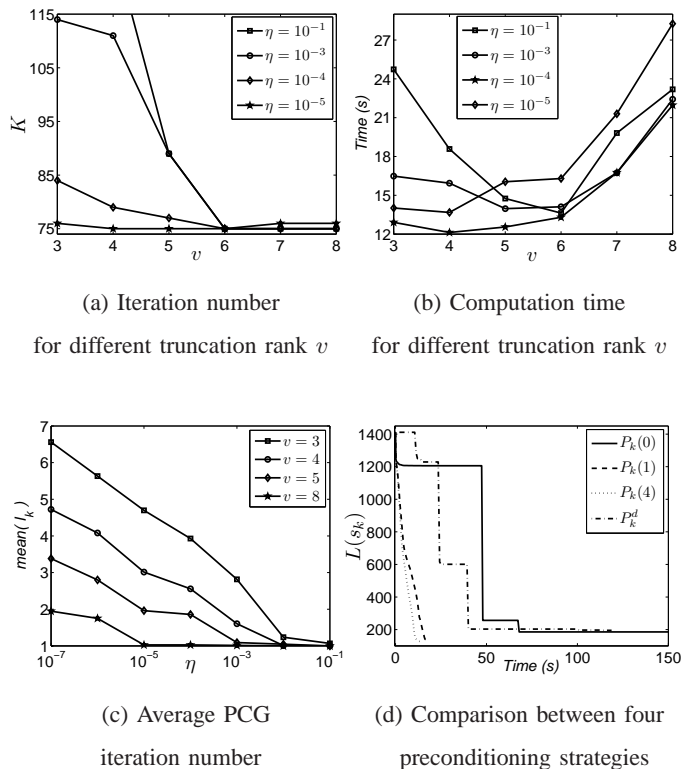 115
95
75
K
3 4 5 6 7 8
v
η = 10⁻¹
η = 10⁻³
η = 10⁻⁴
η = 10⁻⁵
27
24
21
18
15
12
Time (s)
3 4 5 6 7 8
v
η = 10⁻¹
η = 10⁻³
η = 10⁻⁴
η = 10⁻⁵
(a) Iteration number
for different truncation rank v
(b) Computation time
for different truncation rank v
7
6
5
4
3
2
1
mean(I_k)
10⁻⁷ 10⁻⁵ 10⁻³ 10⁻¹
η
v = 3
v = 4
v = 5
v = 8
1400
1200
1000
800
600
400
200
L(s_k)
0 50 100 150
Time (s)
P_k(0)
P_k(1)
P_k(4)
P_k^d
(c) Average PCG
iteration number
(d) Comparison between four
preconditioning strategies